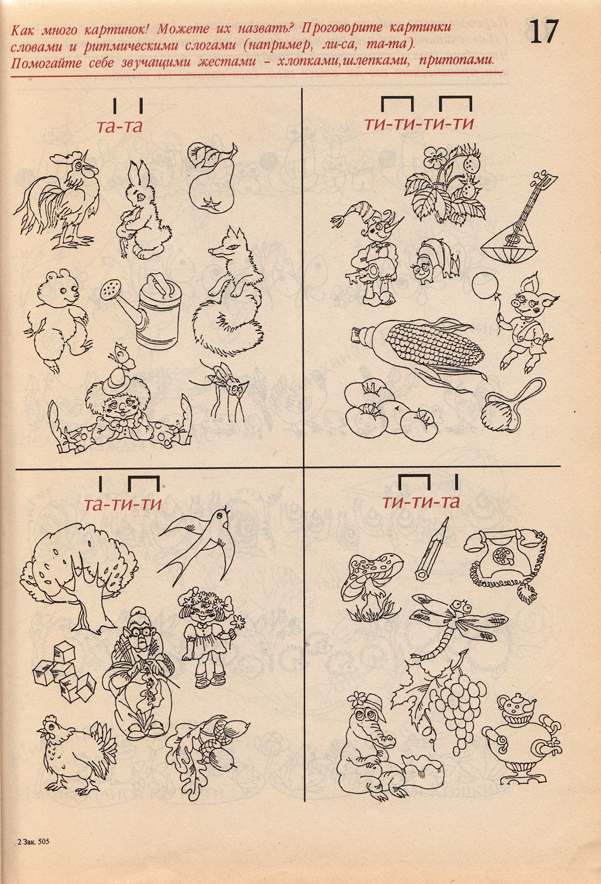 Как много картинок! Можете их назвать? Проговорите картинки
словами и ритмическими слогами (например, ли-са, та-та).
Помогайте себе звучащими жестами – хлопками,шлепками, притопами.
17
та-та
ти-ти-ти-ти
та-ти-ти
ти-ти-та
2 Зак. 505